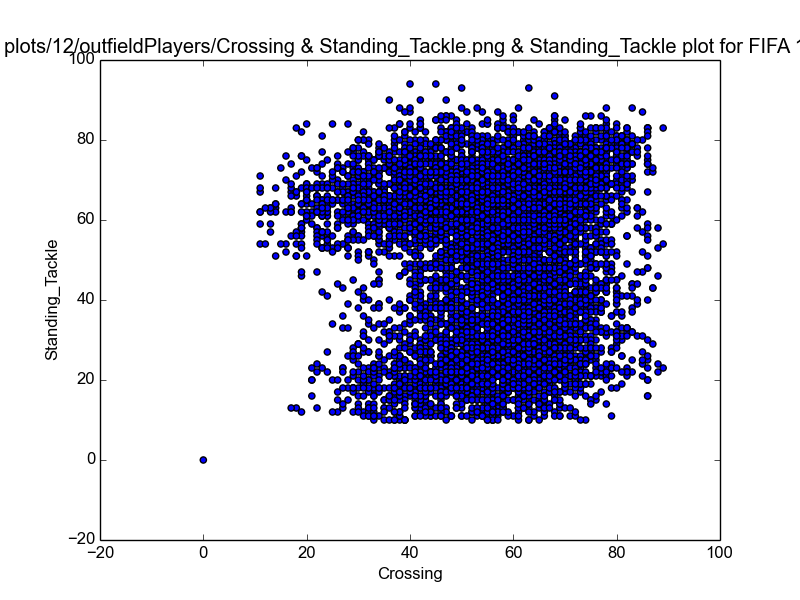 plots/12/outfieldPlayers/Crossing & Standing_Tackle.png & Standing_Tackle plot for FIFA 1
100
80
60
40
20
0
−20
Standing_Tackle
−20 0 20 40 60 80 100
Crossing